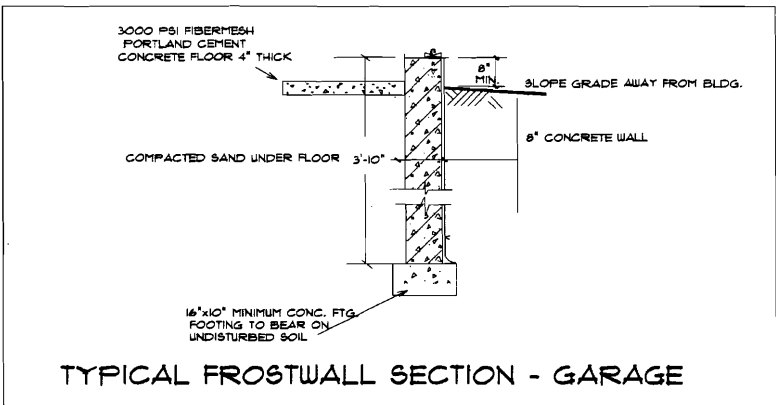 3000 PSI FIBERMESH
PORTLAND CEMENT
CONCRETE FLOOR 4" THICK
8"
MIN.
SLOPE GRADE AWAY FROM BLDG.
8" CONCRETE WALL
COMPACTED SAND UNDER FLOOR
3'-10"
16"x10" MINIMUM CONC. FTG.
FOOTING TO BEAR ON
UNDISTURBED SOIL
TYPICAL FROSTWALL SECTION - GARAGE